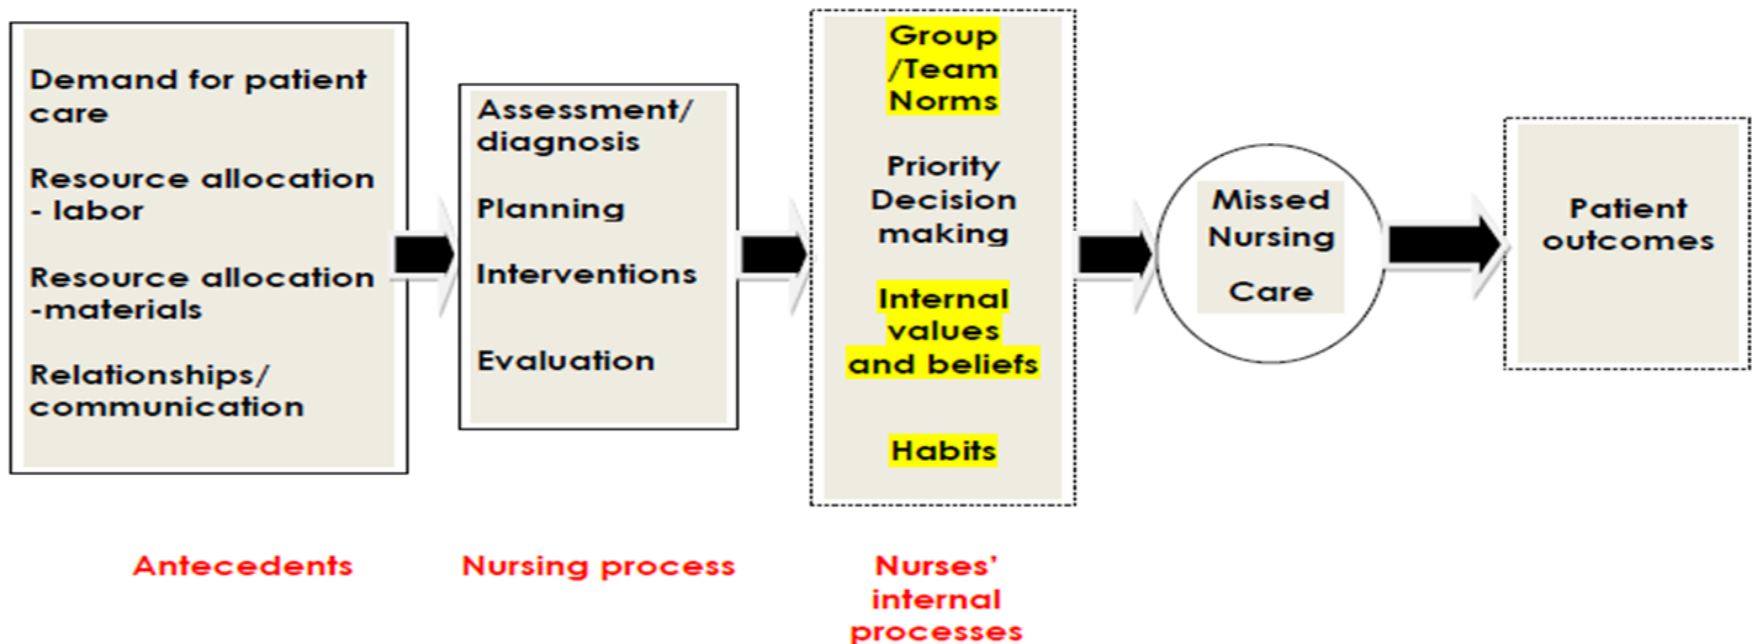 Demand for patient
care
Resource allocation
- labor
Resource allocation
-materials
Relationships/
communication
Assessment/
diagnosis
Planning
Interventions
Evaluation
Group
/Team
Norms
Priority
Decision
making
Internal
values
and beliefs
Habits
Missed
Nursing
Care
Patient
outcomes
Antecedents
Nursing process
Nurses’
internal
processes